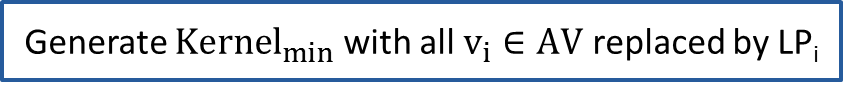 Generate Kernel_min with all v_i ∈ AV replaced by LP_i